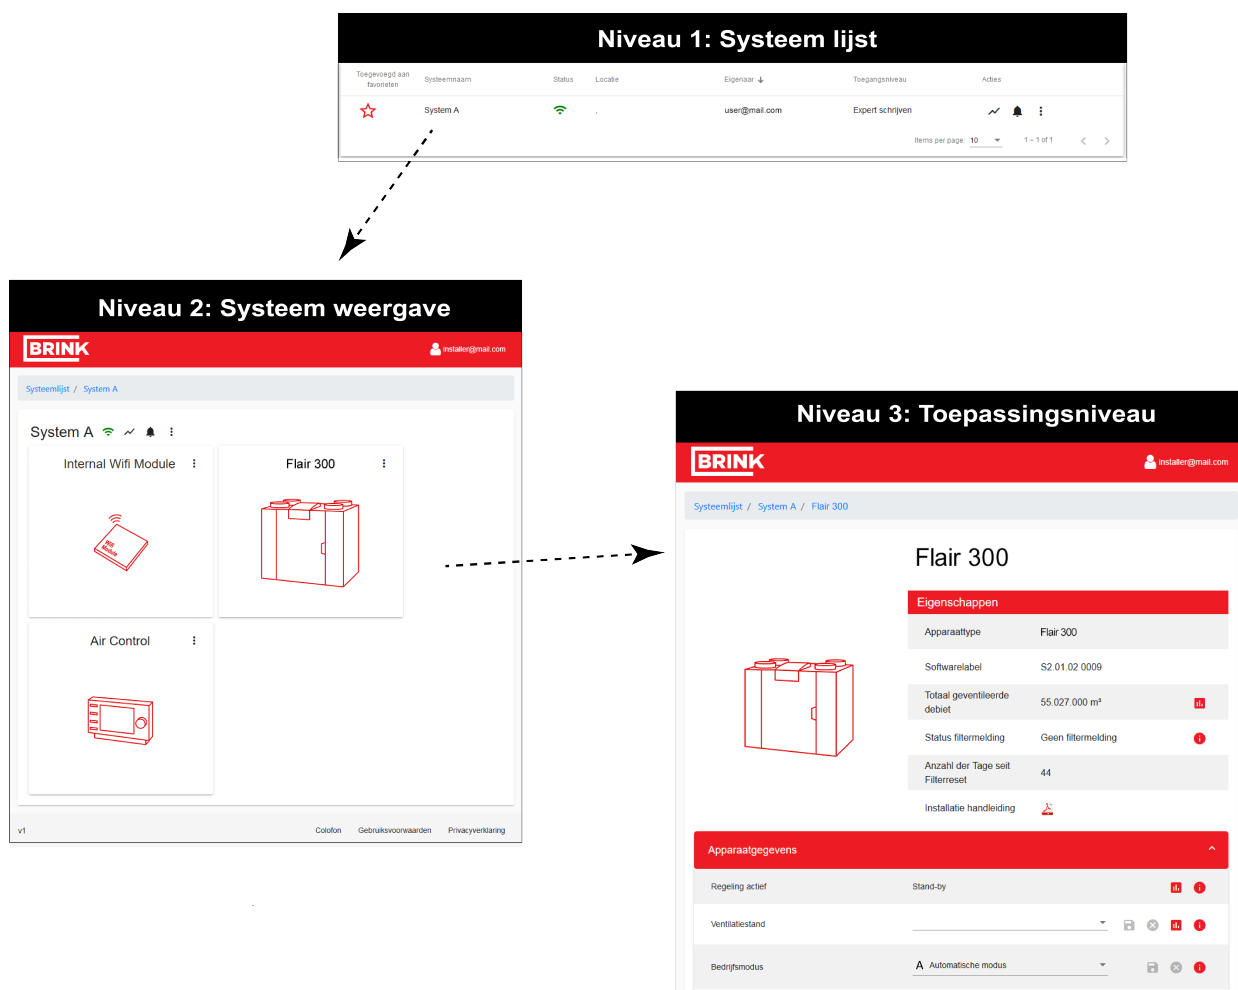 Niveau 1: Systeem lijst
Toegevoegd aan
favorieten
Systeemnaam
Status
Locatie
Eigenaar
Toegangsniveau
Acties
System A
.
user@mail.com
Expert schrijven
Items per page: 10
1 – 1 of 1
Niveau 2: Systeem weergave
BRINK
installer@mail.com
Systeemlijst / System A
System A
Internal Wifi Module
Flair 300
Wifi
Module
Air Control
v1
Colofon
Gebruiksvoorwaarden
Privacyverklaring
Niveau 3: Toepassingsniveau
BRINK
installer@mail.com
Systeemlijst / System A / Flair 300
Flair 300
Eigenschappen
Apparaattype
Flair 300
Softwarelabel
S2.01.02 0009
Totaal geventileerde
debiet
55.027.000 m³
Status filtermelding
Geen filtermelding
Anzahl der Tage seit
Filterreset
44
Installatie handleiding
Apparaatgegevens
Regeling actief
Stand-by
Ventilatiestand
Bedrijfsmodus
A Automatische modus